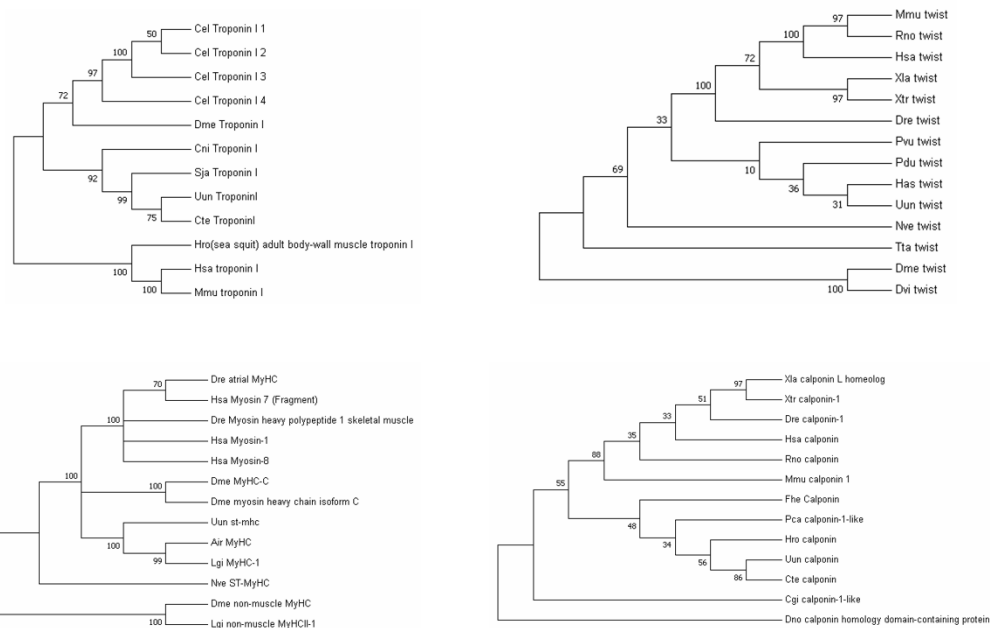 Cel Troponin I 1
Cel Troponin I 2
Cel Troponin I 3
Cel Troponin I 4
Dme Troponin I
Cni Troponin I
Sja Troponin I
Uun TroponinI
Cte TroponinI
Hro(sea squit) adult body-wall muscle troponin I
Hsa troponin I
Mmu troponin I
50
100
97
72
92
99
75
100
100
Mmu twist
Rno twist
Hsa twist
Xla twist
Xtr twist
Dre twist
Pvu twist
Pdu twist
Has twist
Uun twist
Nve twist
Tta twist
Dme twist
Dvi twist
97
100
72
97
100
33
10
36
31
69
100
Dre atrial MyHC
Hsa Myosin 7 (Fragment)
Dre Myosin heavy polypeptide 1 skeletal muscle
Hsa Myosin-1
Hsa Myosin-8
Dme MyHC-C
Dme myosin heavy chain isoform C
Uun st-mhc
Air MyHC
Lgi MyHC-1
Nve ST-MyHC
Dme non-muscle MyHC
Lgi non-muscle MyHCII-1
70
100
100
100
100
99
100
Xla calponin L homeolog
Xtr calponin-1
Dre calponin-1
Hsa calponin
Rno calponin
Mmu calponin 1
Fhe Calponin
Pca calponin-1-like
Hro calponin
Uun calponin
Cte calponin
Cgi calponin-1-like
Dno calponin homology domain-containing protein
97
51
33
35
88
55
48
34
56
86